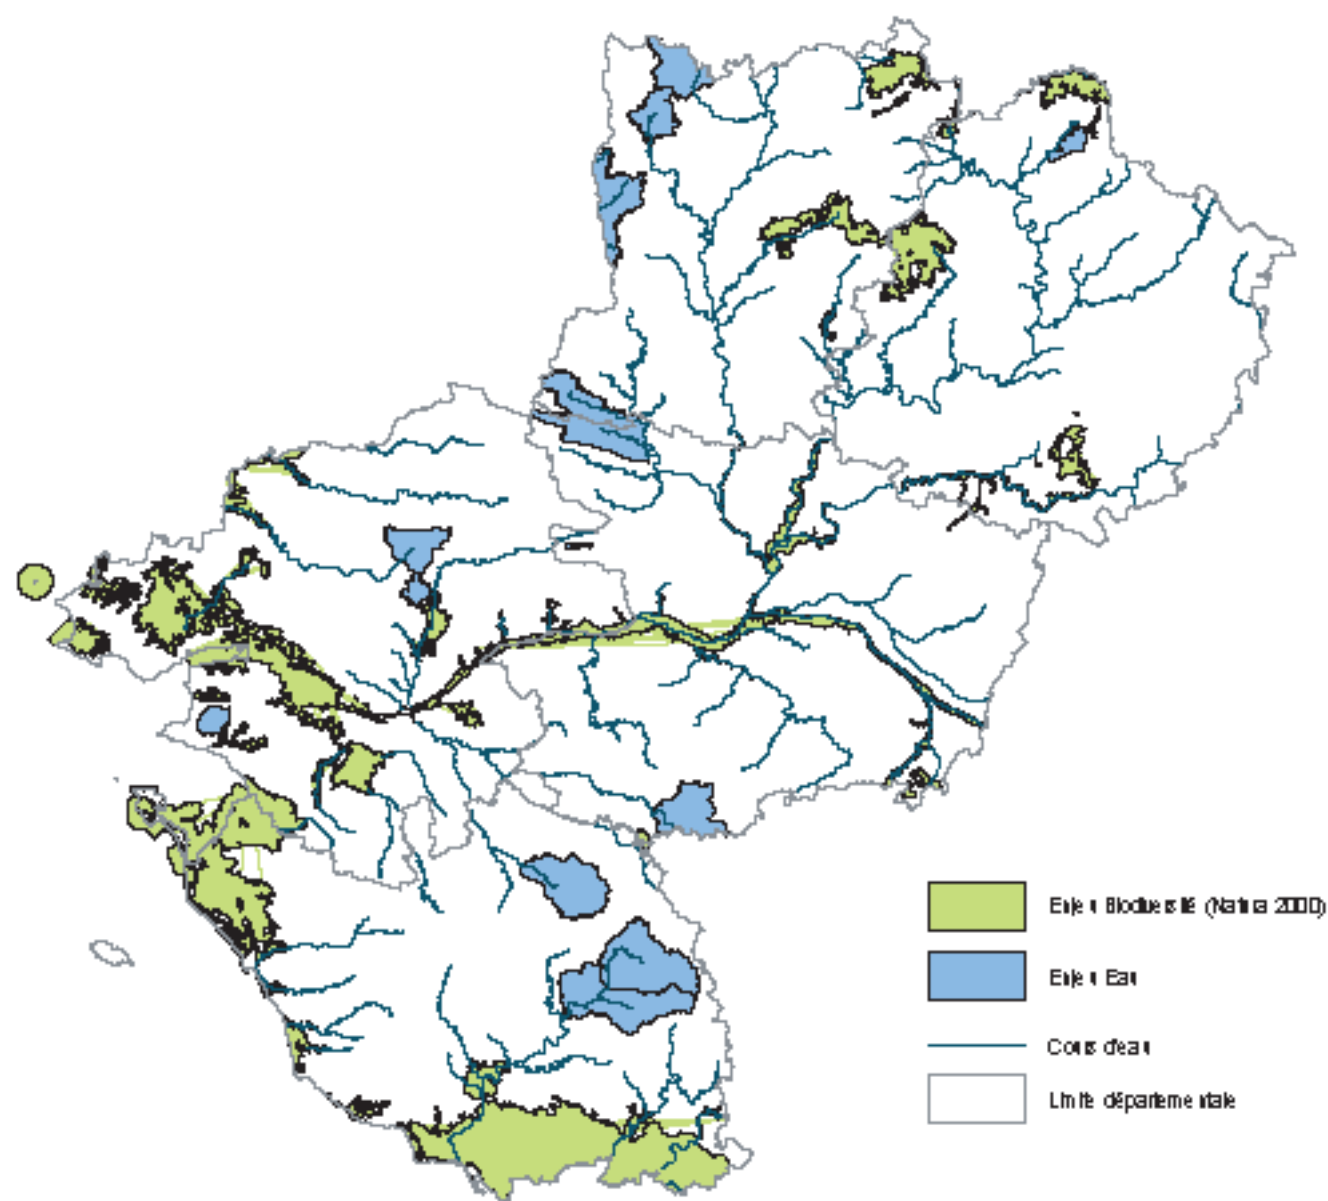 Enjeu Biodiversité (Natura 2000)
Enjeu Eau
Cours d'eau
Limite départementale